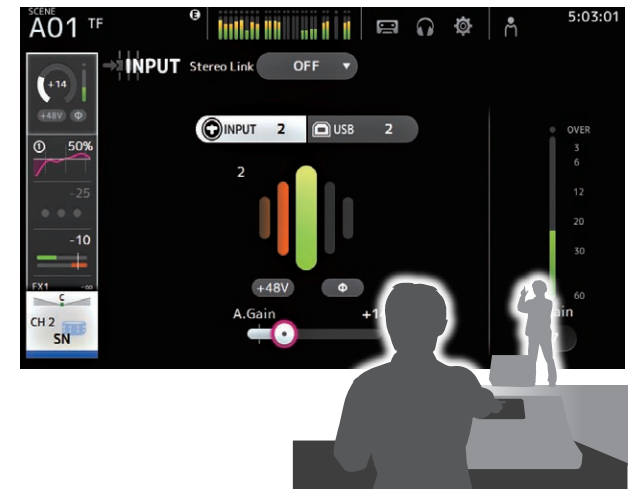 SCENE
A01 TF
E
5:03:01
INPUT Stereo Link OFF
+14
+48V Φ
INPUT 2 USB 2
1 50%
2
-25
-10
FX1 -∞
C
CH 2
SN
+48V Φ
A.Gain
OVER
3
6
12
20
30
60